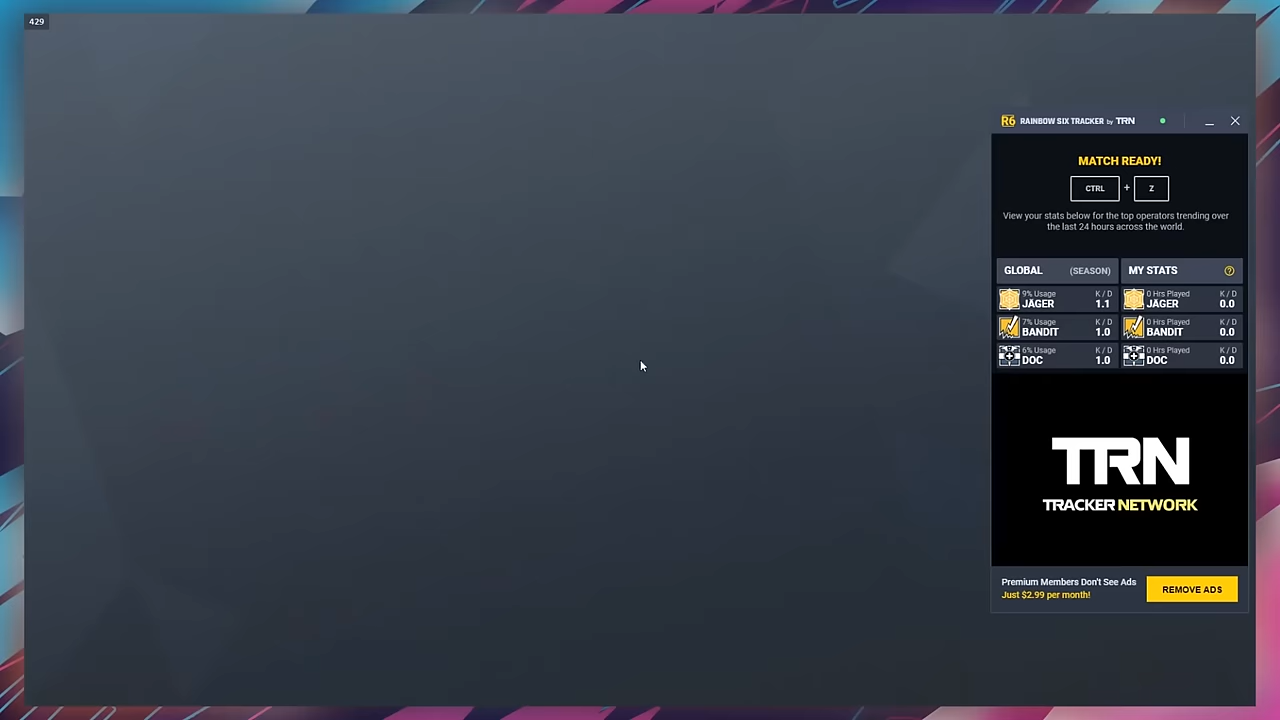 429
R6 RAINBOW SIX TRACKER by TRN
MATCH READY!
CTRL + Z
View your stats below for the top operators trending over
the last 24 hours across the world.
GLOBAL (SEASON) MY STATS ?
9% Usage K / D 0 Hrs Played K / D
JÄGER 1.1 JÄGER 0.0
7% Usage K / D 0 Hrs Played K / D
BANDIT 1.0 BANDIT 0.0
6% Usage K / D 0 Hrs Played K / D
DOC 1.0 DOC 0.0
TRN
TRACKER NETWORK
Premium Members Don't See Ads
Just $2.99 per month!
REMOVE ADS